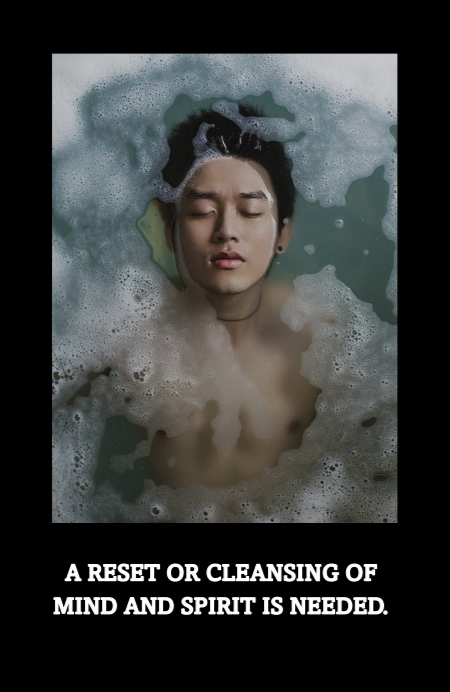 A RESET OR CLEANSING OF
MIND AND SPIRIT IS NEEDED.